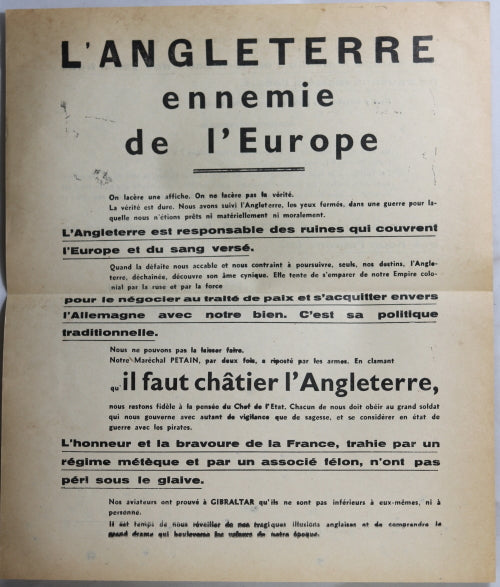 L'ANGLETERRE
ennemie
de l'Europe
On lacère une affiche. On ne lacère pas la vérité.
La vérité est dure. Nous avons suivi l'Angleterre, les yeux fermés, dans une guerre pour la-
quelle nous n'étions prêts ni matériellement ni moralement.
L'Angleterre est responsable des ruines qui couvrent
l'Europe et du sang versé.
Quand la défaite nous accable et nous contraint à poursuivre, seuls, nos destins, l'Angle-
terre, déchainée, découvre son âme cynique. Elle tente de s'emparer de notre Empire colo-
nial par la ruse et par la force
pour le négocier au traité de paix et s'acquitter envers
l'Allemagne avec notre bien. C'est sa politique
traditionnelle.
Nous ne pouvons pas la laisser faire.
Notre Maréchal PETAIN, par deux fois, a riposté par les armes. En clamant
qu'il faut châtier l'Angleterre,
nous restons fidèle à la pensée du Chef de l'Etat. Chacun de nous doit obéir au grand soldat
qui nous gouverne avec autant de vigilance que de sagesse, et se considérer en état de
guerre avec les pirates.
L'honneur et la bravoure de la France, trahie par un
régime métèque et par un associé félon, n'ont pas
péri sous le glaive.
Nos aviateurs ont prouvé à GIBRALTAR qu'ils ne sont pas inférieurs à eux-mêmes, ni à
personne.
Il est temps de nous réveiller de nos tragiques illusions anglaises et de comprendre le
grand drame qui bouleverse les valeurs de notre époque.